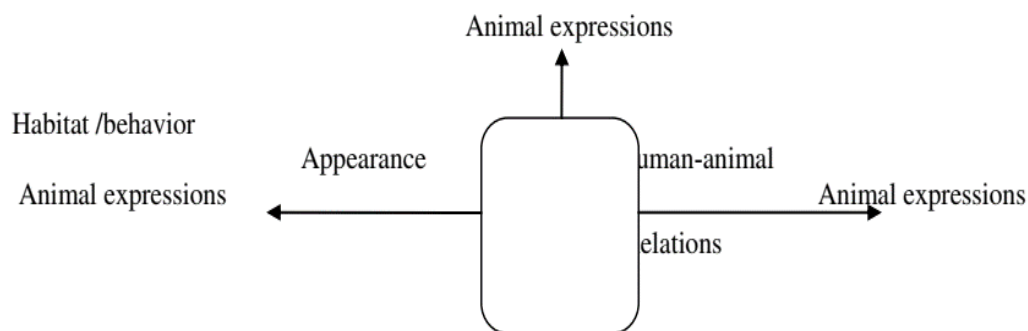 Animal expressions
Habitat /behavior
Appearance
uman-animal
Animal expressions
Animal expressions
elations